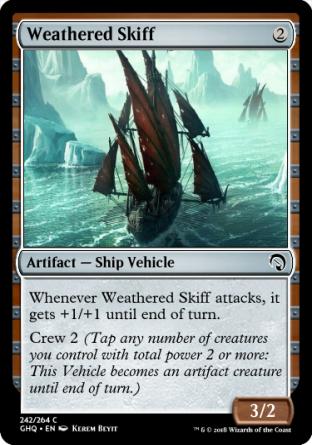 Weathered Skiff 2
Artifact — Ship Vehicle
Whenever Weathered Skiff attacks, it
gets +1/+1 until end of turn.
Crew 2 (Tap any number of creatures
you control with total power 2 or more:
This Vehicle becomes an artifact creature
until end of turn.)
3/2
242/264 C
GHQ • EN Kerem Beyit
™ & © 2018 Wizards of the Coast